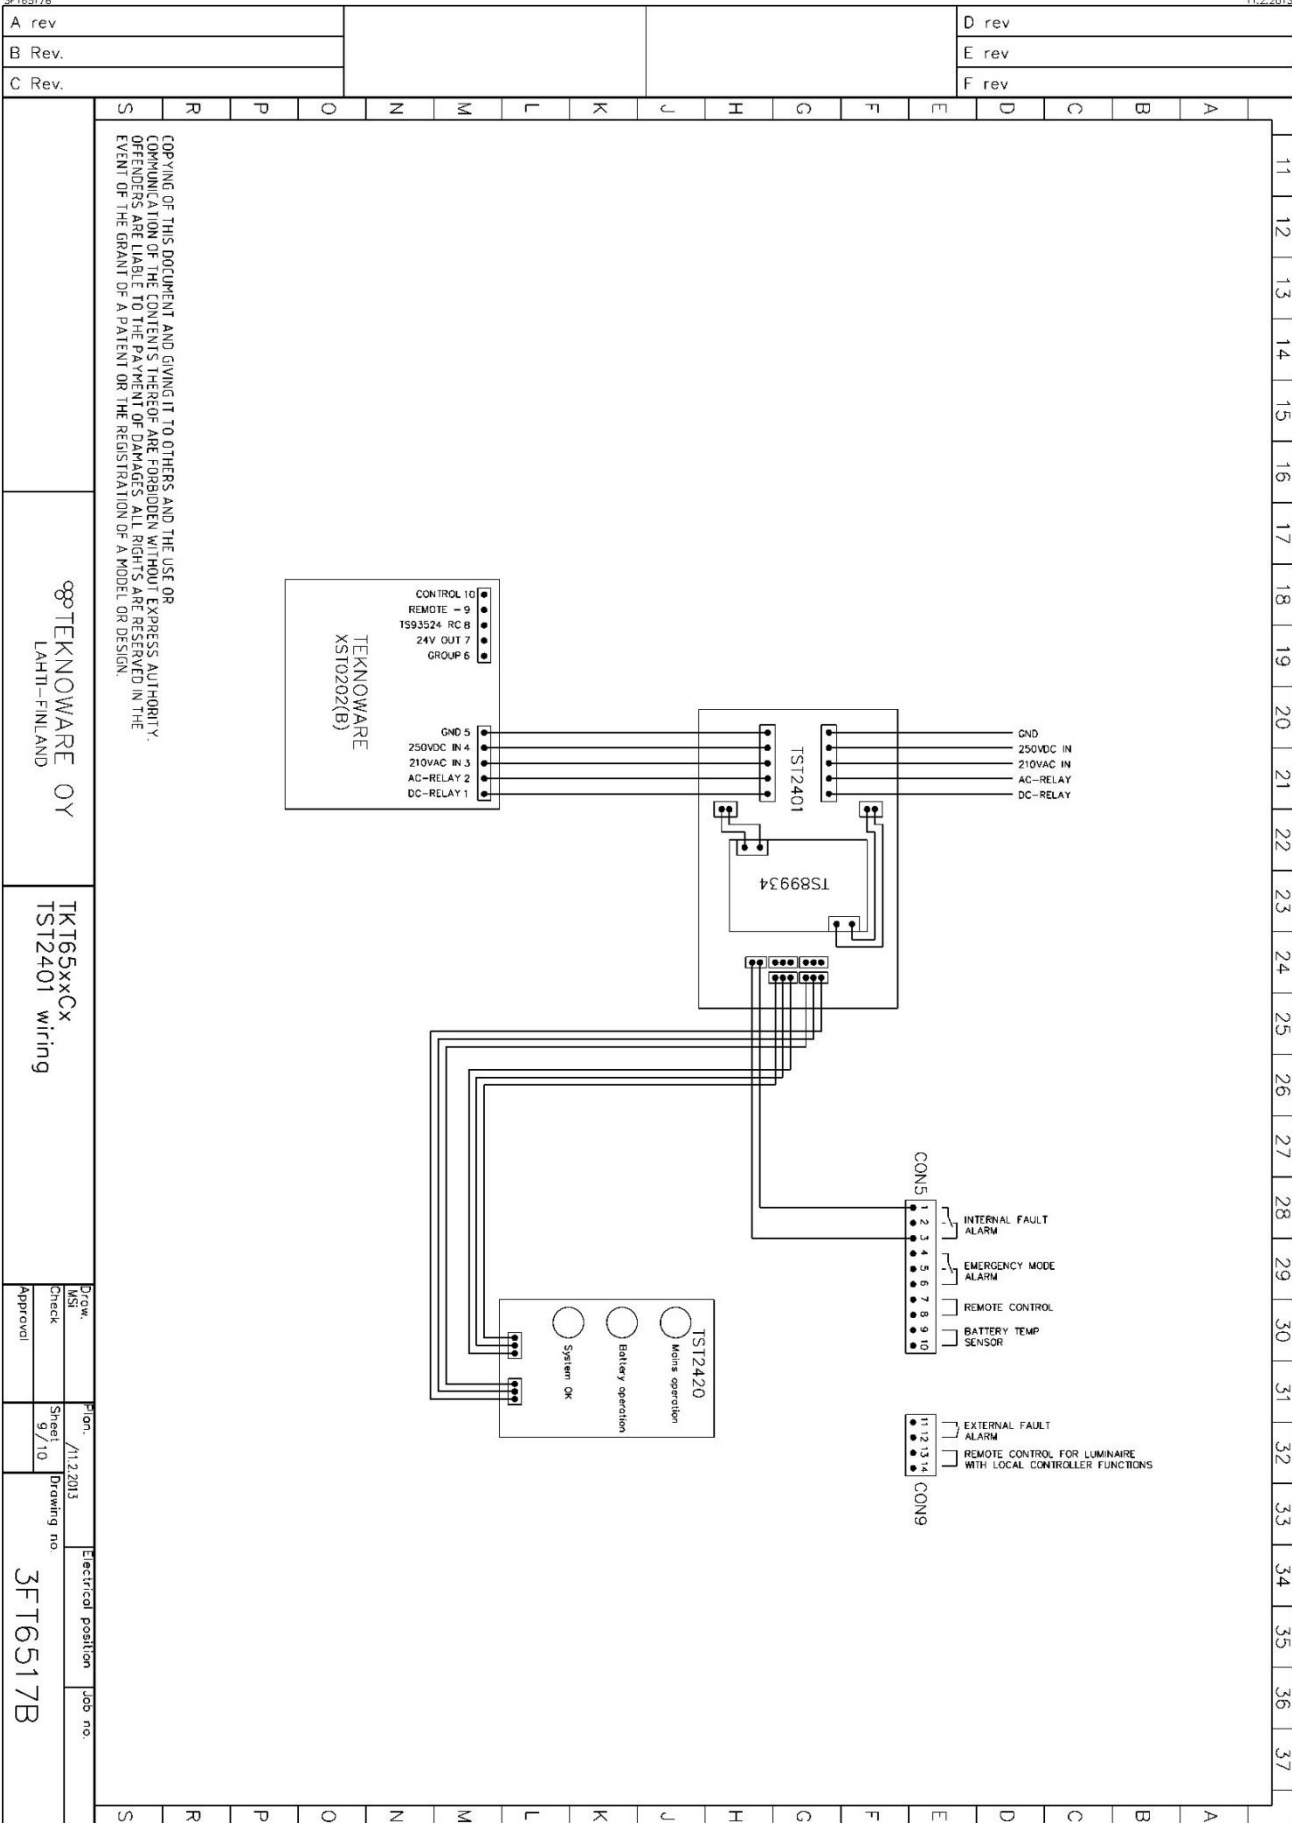 3FT6517B
11.2.2013
A rev
B Rev.
C Rev.
D rev
E rev
F rev
S R P O N M L K J H G F E D C B A
11 12 13 14 15 16 17 18 19 20 21 22 23 24 25 26 27 28 29 30 31 32 33 34 35 36 37
COPYING OF THIS DOCUMENT AND GIVING IT TO OTHERS AND THE USE OR
COMMUNICATION OF THE CONTENTS THEREOF ARE FORBIDDEN WITHOUT EXPRESS AUTHORITY.
OFFENDERS ARE LIABLE TO THE PAYMENT OF DAMAGES. ALL RIGHTS ARE RESERVED IN THE
EVENT OF THE GRANT OF A PATENT OR THE REGISTRATION OF A MODEL OR DESIGN.
CONTROL 10
REMOTE - 9
TS93524 RC 8
24V OUT 7
GROUP 6
TEKNOWARE
XST0202(B)
GND 5
250VDC IN 4
210VAC IN 3
AC-RELAY 2
DC-RELAY 1
TST2401
GND
250VDC IN
210VAC IN
AC-RELAY
DC-RELAY
TS89934
CON5
1
2
3
4
5
6
7
8
9
10
INTERNAL FAULT
ALARM
EMERGENCY MODE
ALARM
REMOTE CONTROL
BATTERY TEMP
SENSOR
TST2420
Mains operation
Battery operation
System OK
11
12
13
14
EXTERNAL FAULT
ALARM
REMOTE CONTROL FOR LUMINAIRE
WITH LOCAL CONTROLLER FUNCTIONS
CON9
TEKNOWARE OY
LAHTI-FINLAND
TKT65xxCx
TST2401 wiring
Draw.
MSi
Check
Approval
Plan.
/11.2.2013
Sheet
9/10
Electrical position
Job no.
Drawing no.
3FT6517B
S R P O N M L K J H G F E D C B A